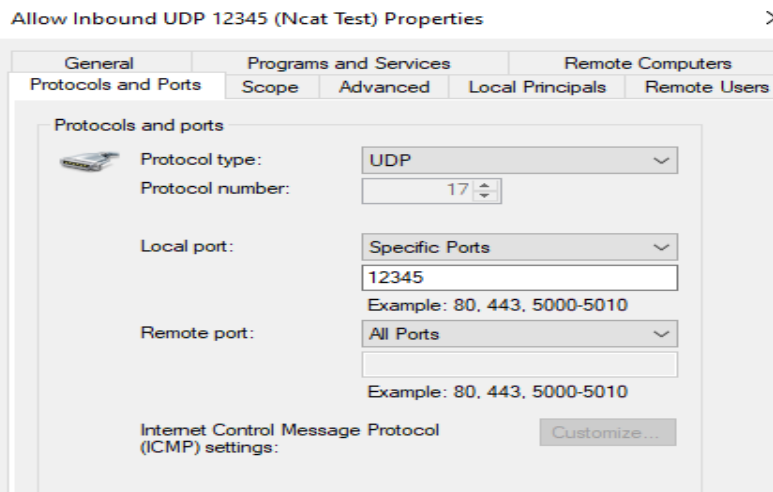 Allow Inbound UDP 12345 (Ncat Test) Properties
General Programs and Services Remote Computers
Protocols and Ports Scope Advanced Local Principals Remote Users
Protocols and ports
Protocol type: UDP
Protocol number: 17
Local port: Specific Ports
12345
Example: 80, 443, 5000-5010
Remote port: All Ports
Example: 80, 443, 5000-5010
Internet Control Message Protocol Customize...
(ICMP) settings: